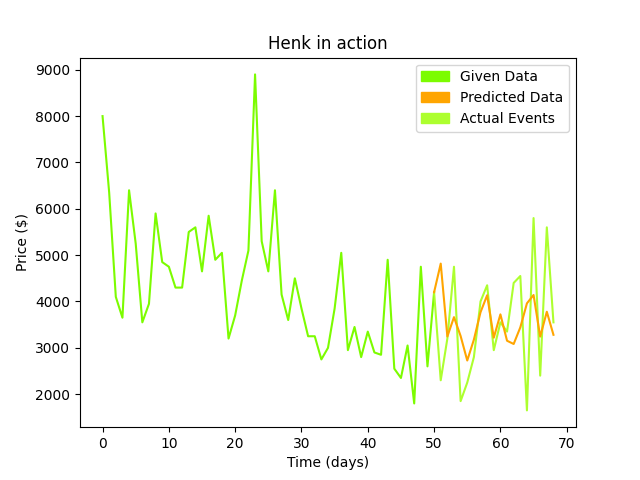 Henk in action
Given Data
Predicted Data
Actual Events
Price ($)
9000
8000
7000
6000
5000
4000
3000
2000
0 10 20 30 40 50 60 70
Time (days)